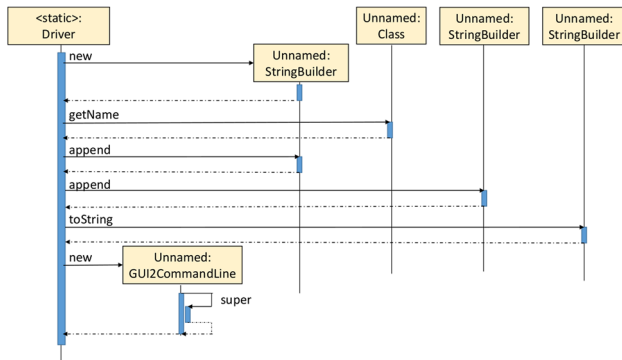 <static>:
Driver
Unnamed:
Class
Unnamed:
StringBuilder
Unnamed:
StringBuilder
new
Unnamed:
StringBuilder
getName
append
append
toString
new
Unnamed:
GUI2CommandLine
super